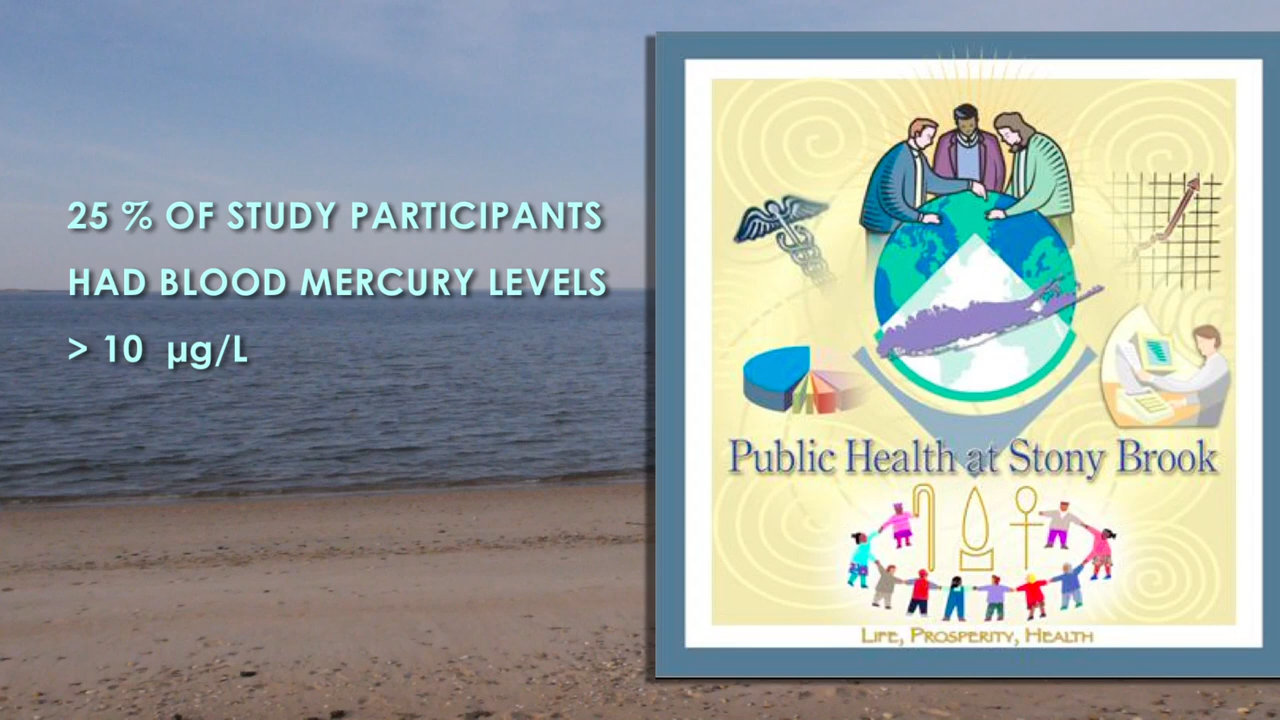 25 % OF STUDY PARTICIPANTS
HAD BLOOD MERCURY LEVELS
> 10 µg/L
Public Health at Stony Brook
LIFE, PROSPERITY, HEALTH